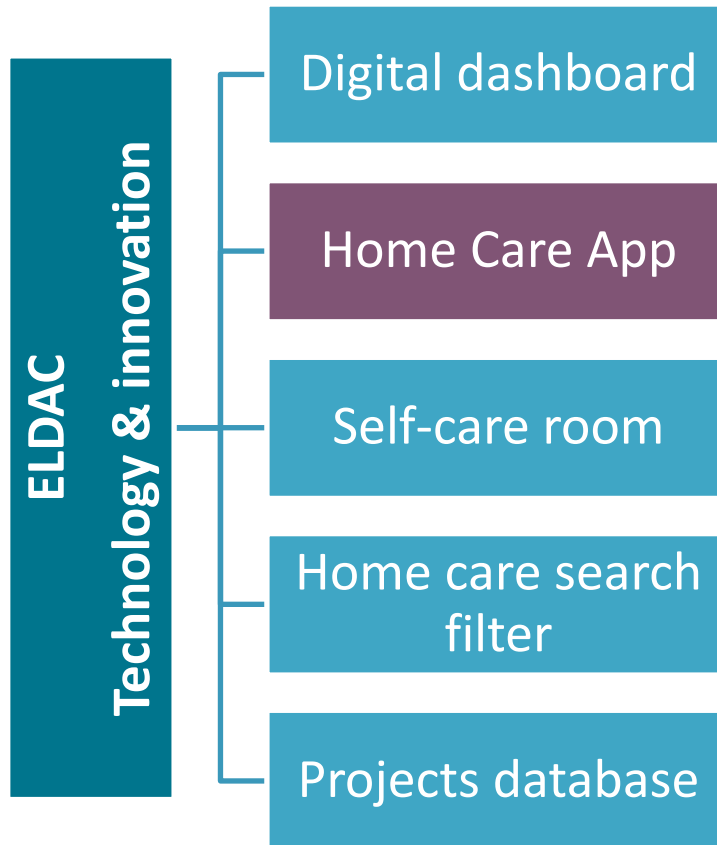 ELDAC
Technology & innovation
Digital dashboard
Home Care App
Self-care room
Home care search
filter
Projects database